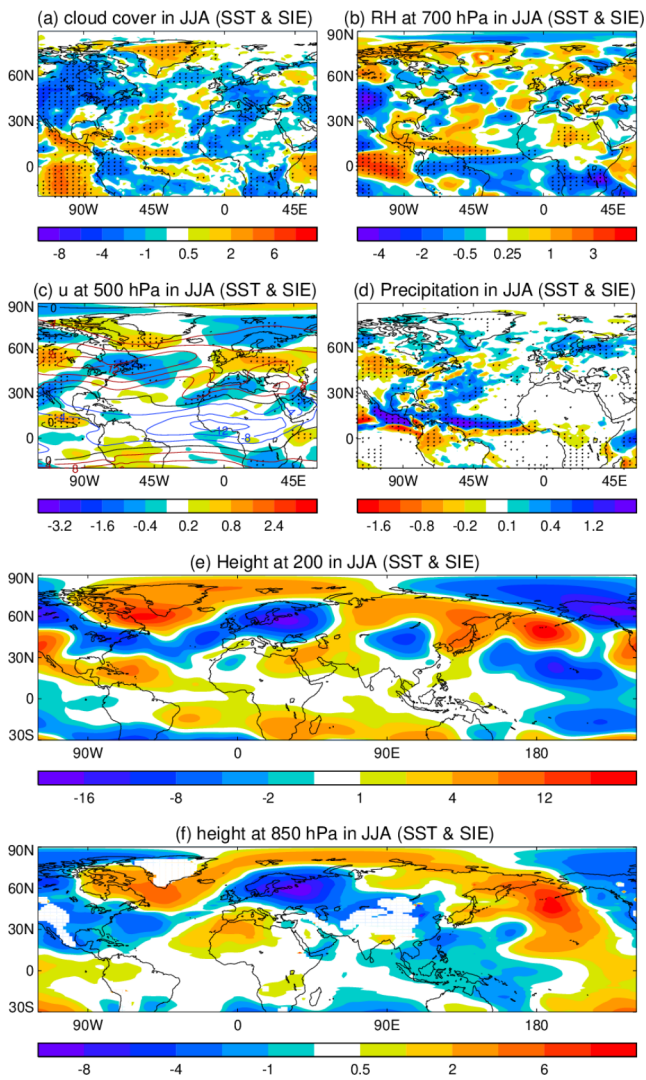 (a) cloud cover in JJA (SST & SIE)
(b) RH at 700 hPa in JJA (SST & SIE)
90N
60N
60N
30N
30N
0
0
90W 45W 0 45E
90W 45W 0 45E
-8 -4 -1 0.5 2 6
-4 -2 -0.5 0.25 1 3
(c) u at 500 hPa in JJA (SST & SIE)
(d) Precipitation in JJA (SST & SIE)
90N
90N
60N
60N
30N
30N
0
0
90W 45W 0 45E
90W 45W 0 45E
-3.2 -1.6 -0.4 0.2 0.8 2.4
-1.6 -0.8 -0.2 0.1 0.4 1.2
(e) Height at 200 in JJA (SST & SIE)
90N
60N
30N
0
30S
90W 0 90E 180
-16 -8 -2 1 4 12
(f) height at 850 hPa in JJA (SST & SIE)
90N
60N
30N
0
30S
90W 0 90E 180
-8 -4 -1 0.5 2 6